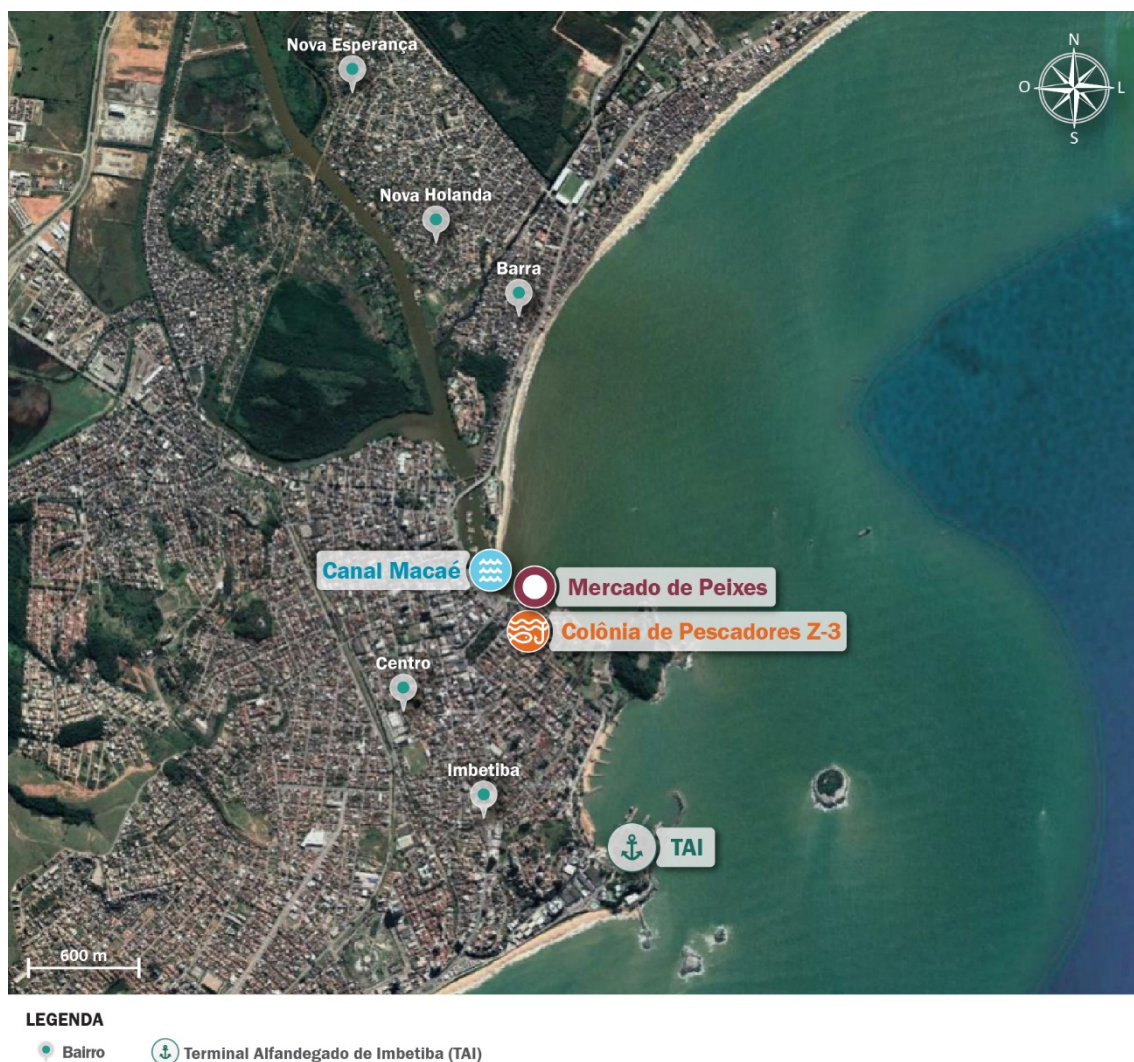 Nova Esperança
N
O
L
S
Nova Holanda
Barra
Canal Macaé
Mercado de Peixes
Colônia de Pescadores Z-3
Centro
Imbetiba
TAI
600 m
LEGENDA
Bairro
Terminal Alfandegado de Imbetiba (TAI)